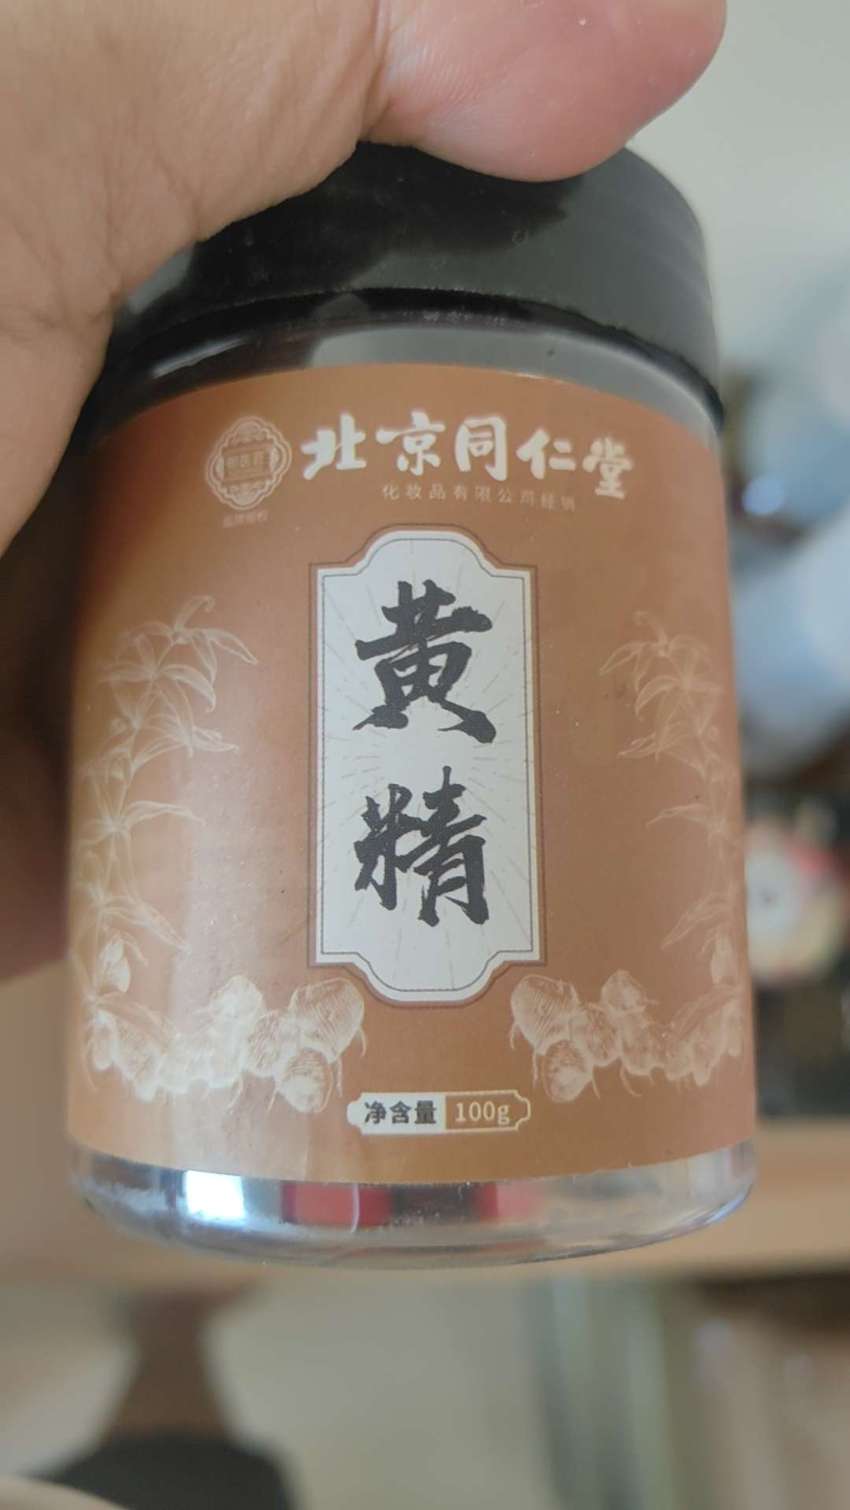 北京同仁堂
化妆品有限公司经销
黄
精
净含量 100g